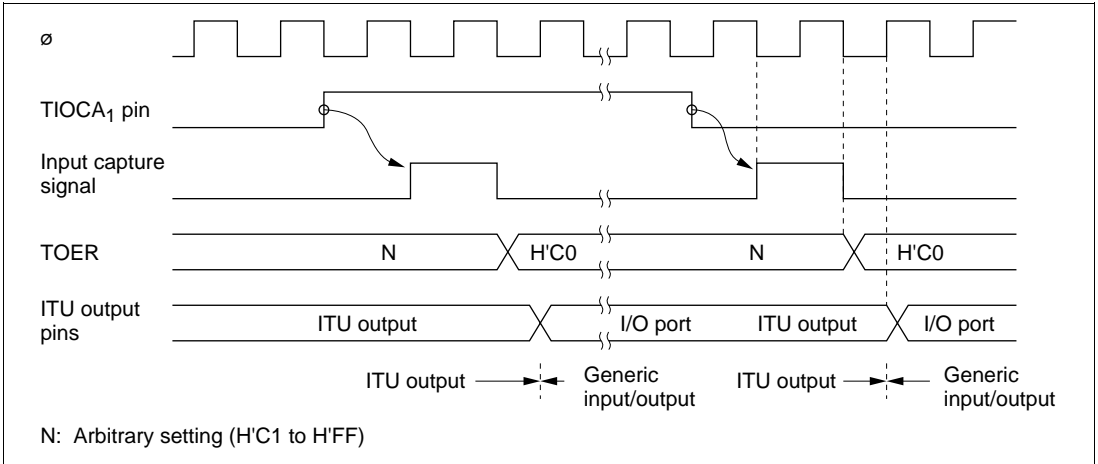 ø
TIOCA1 pin
Input capture
signal
TOER
N
H'C0
N
H'C0
ITU output
pins
ITU output
I/O port
ITU output
I/O port
ITU output
Generic
input/output
ITU output
Generic
input/output
N: Arbitrary setting (H'C1 to H'FF)